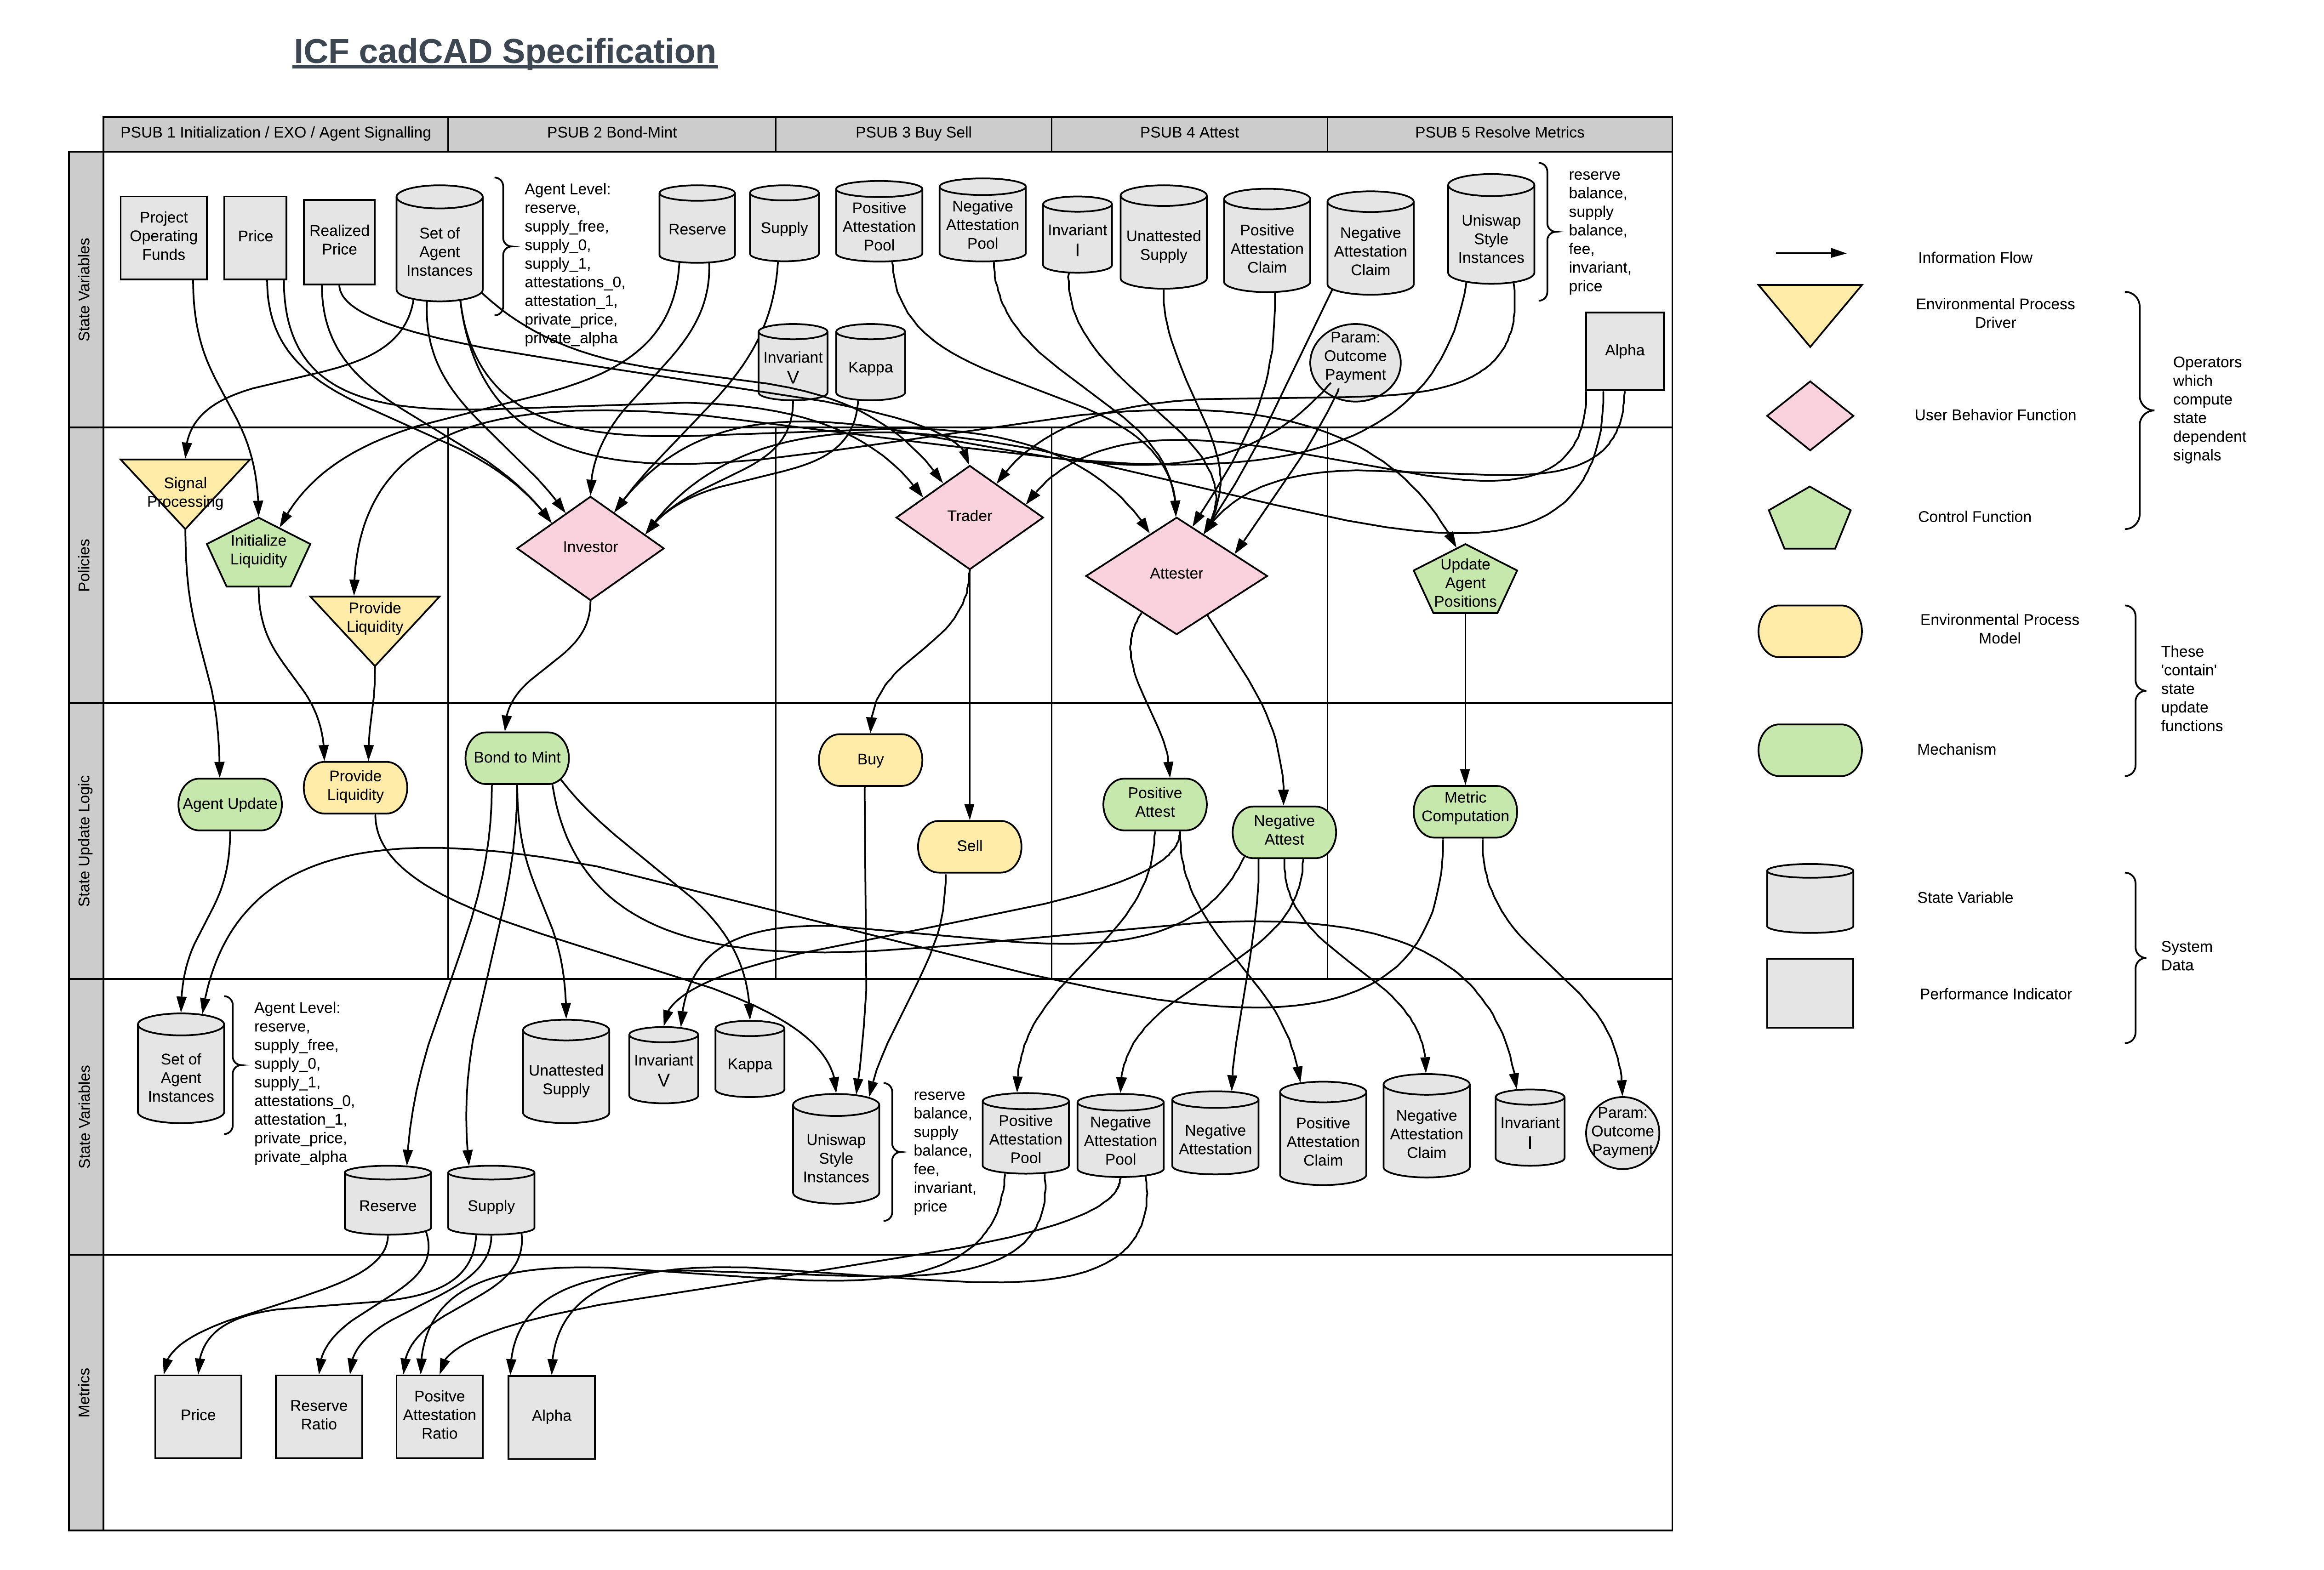 ICF cadCAD Specification
PSUB 1 Initialization / EXO / Agent Signalling
PSUB 2 Bond-Mint
PSUB 3 Buy Sell
PSUB 4 Attest
PSUB 5 Resolve Metrics
State Variables
Project
Operating
Funds
Price
Realized
Price
Set of
Agent
Instances
Agent Level:
reserve,
supply_free,
supply_0,
supply_1,
attestations_0,
attestation_1,
private_price,
private_alpha
Reserve
Supply
Positive
Attestation
Pool
Negative
Attestation
Pool
Invariant
I
Unattested
Supply
Positive
Attestation
Claim
Negative
Attestation
Claim
Uniswap
Style
Instances
reserve
balance,
supply
balance,
fee,
invariant,
price
Invariant
V
Kappa
Param:
Outcome
Payment
Alpha
Policies
Signal
Processing
Initialize
Liquidity
Provide
Liquidity
Investor
Trader
Attester
Update
Agent
Positions
State Update Logic
Agent Update
Provide
Liquidity
Bond to Mint
Buy
Sell
Positive
Attest
Negative
Attest
Metric
Computation
State Variables
Set of
Agent
Instances
Agent Level:
reserve,
supply_free,
supply_0,
supply_1,
attestations_0,
attestation_1,
private_price,
private_alpha
Reserve
Supply
Unattested
Supply
Invariant
V
Kappa
Uniswap
Style
Instances
reserve
balance,
supply
balance,
fee,
invariant,
price
Positive
Attestation
Pool
Negative
Attestation
Pool
Negative
Attestation
Positive
Attestation
Claim
Negative
Attestation
Claim
Invariant
I
Param:
Outcome
Payment
Metrics
Price
Reserve
Ratio
Positve
Attestation
Ratio
Alpha
Information Flow
Environmental Process
Driver
User Behavior Function
Control Function
Operators
which
compute
state
dependent
signals
Environmental Process
Model
Mechanism
These
'contain'
state
update
functions
State Variable
Performance Indicator
System
Data